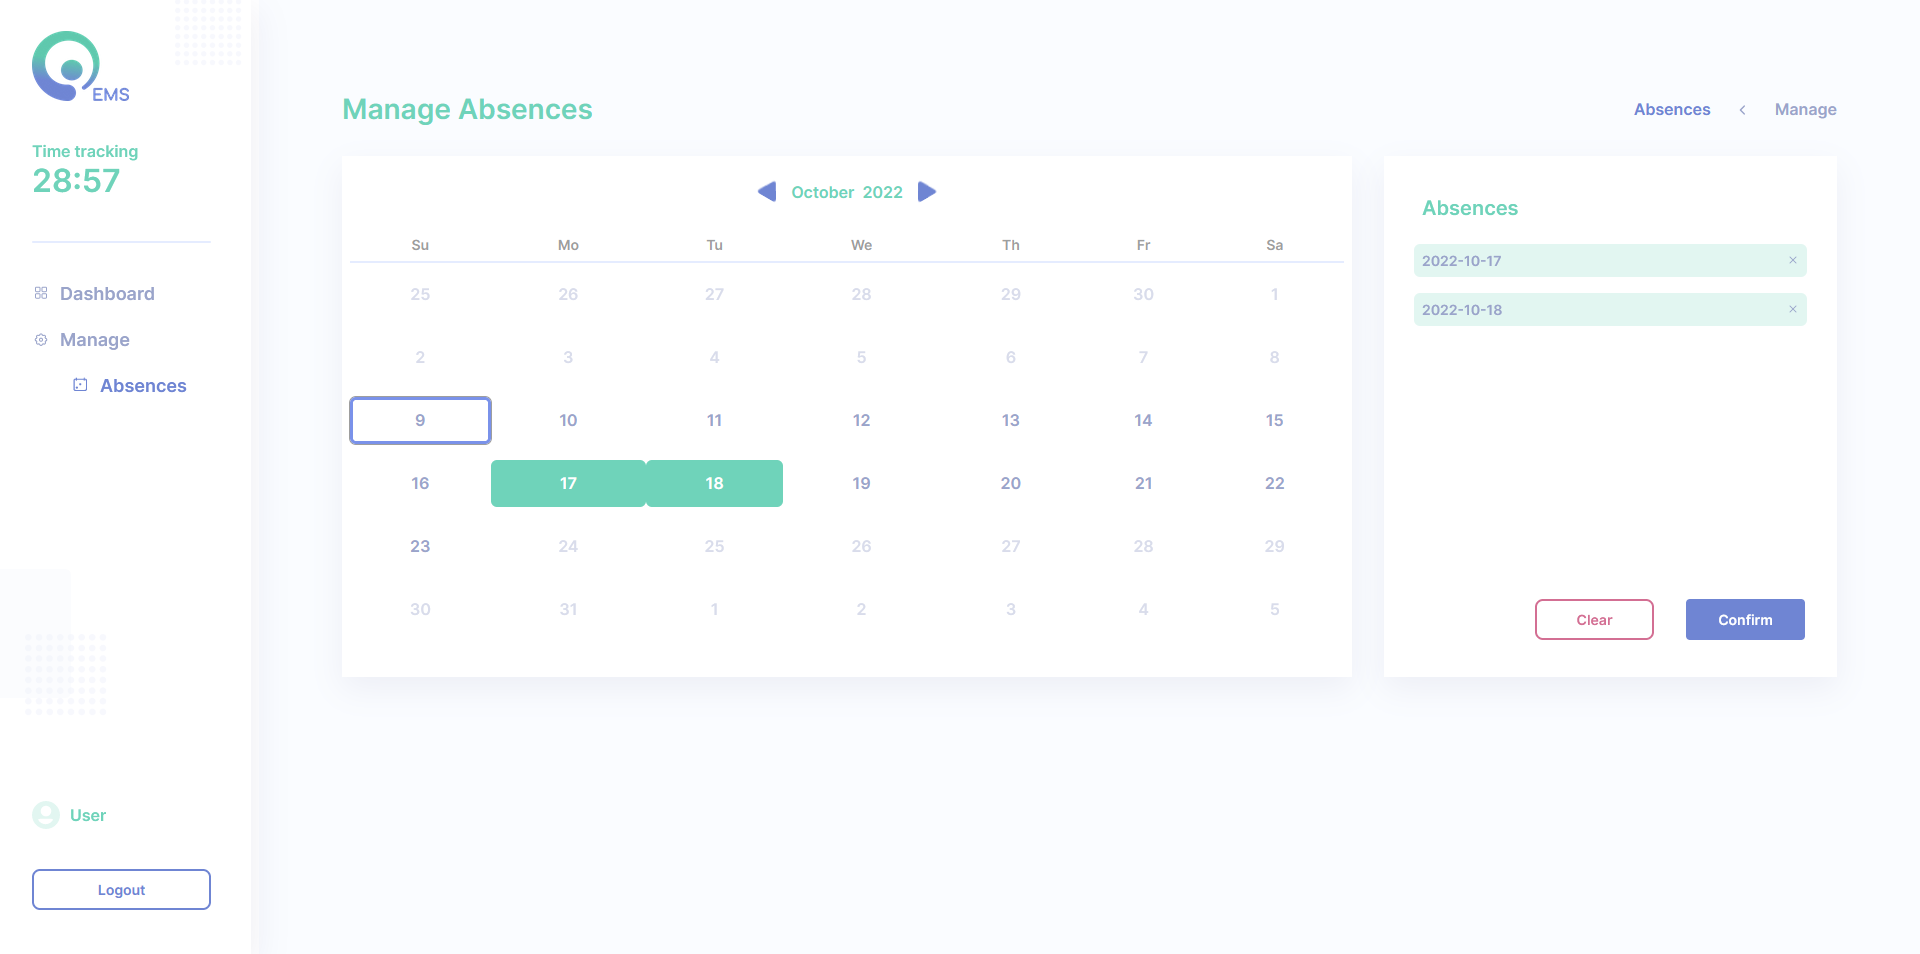 EMS
Time tracking
28:57
Dashboard
Manage
Absences
User
Logout
Manage Absences
Absences < Manage
October 2022
Su Mo Tu We Th Fr Sa
25 26 27 28 29 30 1
2 3 4 5 6 7 8
9 10 11 12 13 14 15
16 17 18 19 20 21 22
23 24 25 26 27 28 29
30 31 1 2 3 4 5
Absences
2022-10-17 ×
2022-10-18 ×
Clear Confirm